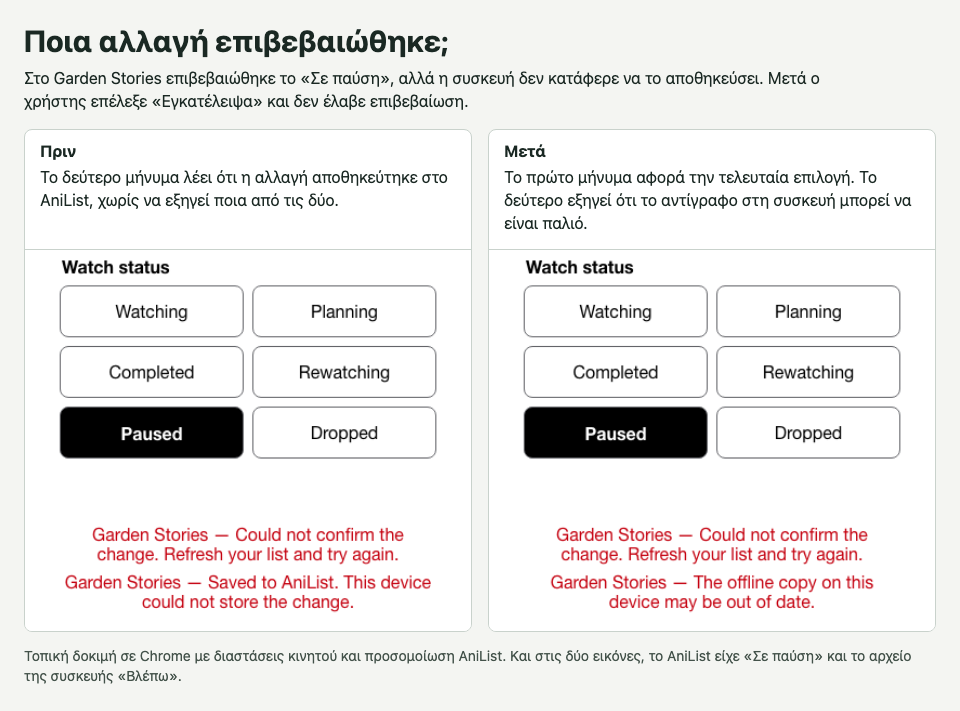 Ποια αλλαγή επιβεβαιώθηκε;
Στο Garden Stories επιβεβαιώθηκε το «Σε παύση», αλλά η συσκευή δεν κατάφερε να το αποθηκεύσει. Μετά ο
χρήστης επέλεξε «Εγκατέλειψα» και δεν έλαβε επιβεβαίωση.
Πριν
Το δεύτερο μήνυμα λέει ότι η αλλαγή αποθηκεύτηκε στο
AniList, χωρίς να εξηγεί ποια από τις δύο.
Watch status
Watching
Planning
Completed
Rewatching
Paused
Dropped
Garden Stories — Could not confirm the
change. Refresh your list and try again.
Garden Stories — Saved to AniList. This device
could not store the change.
Μετά
Το πρώτο μήνυμα αφορά την τελευταία επιλογή. Το
δεύτερο εξηγεί ότι το αντίγραφο στη συσκευή μπορεί να
είναι παλιό.
Watch status
Watching
Planning
Completed
Rewatching
Paused
Dropped
Garden Stories — Could not confirm the
change. Refresh your list and try again.
Garden Stories — The offline copy on this
device may be out of date.
Τοπική δοκιμή σε Chrome με διαστάσεις κινητού και προσομοίωση AniList. Και στις δύο εικόνες, το AniList είχε «Σε παύση» και το αρχείο
της συσκευής «Βλέπω».